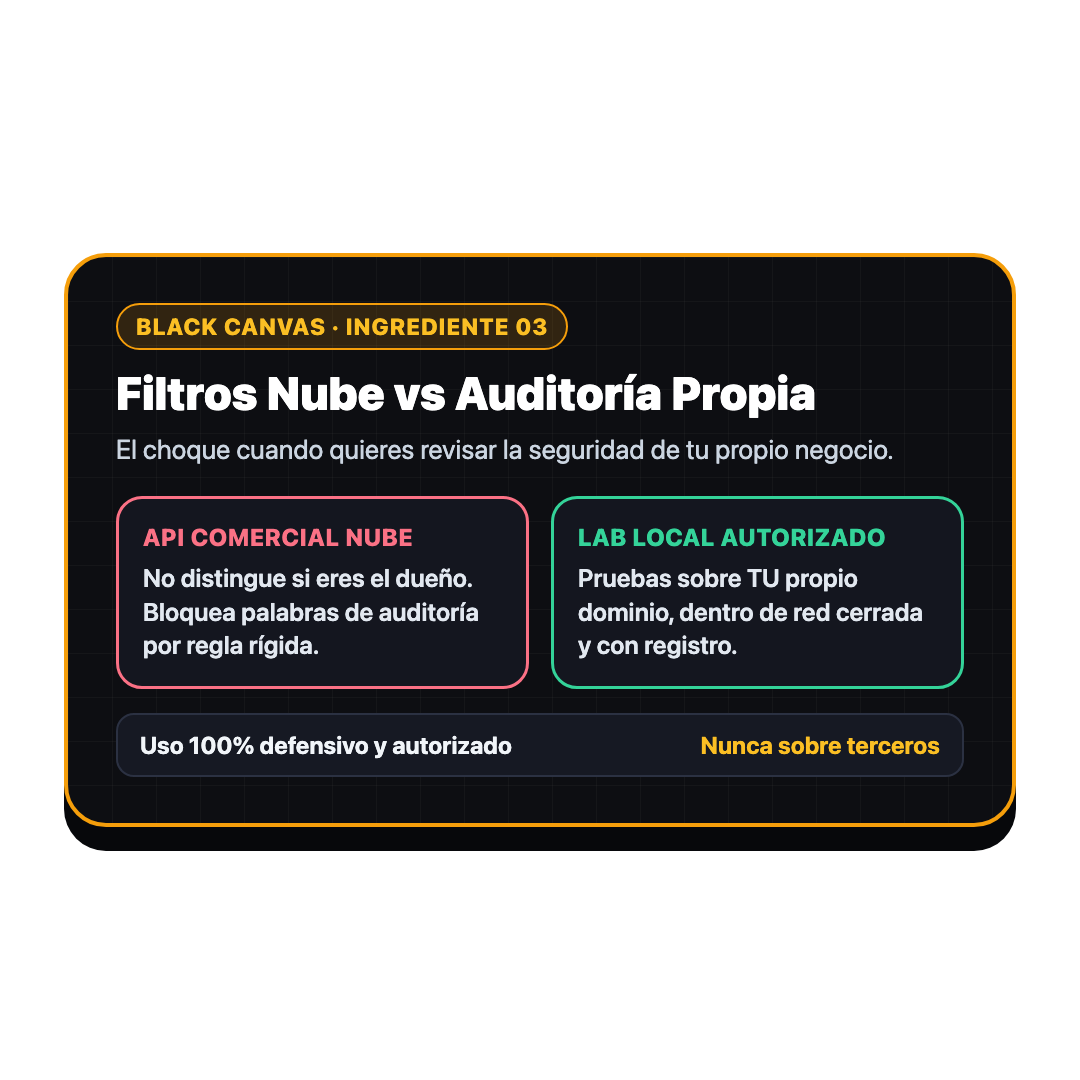 BLACK CANVAS · INGREDIENTE 03
Filtros Nube vs Auditoría Propia
El choque cuando quieres revisar la seguridad de tu propio negocio.
API COMERCIAL NUBE
No distingue si eres el dueño.
Bloquea palabras de auditoría
por regla rígida.
LAB LOCAL AUTORIZADO
Pruebas sobre TU propio
dominio, dentro de red cerrada
y con registro.
Uso 100% defensivo y autorizado
Nunca sobre terceros